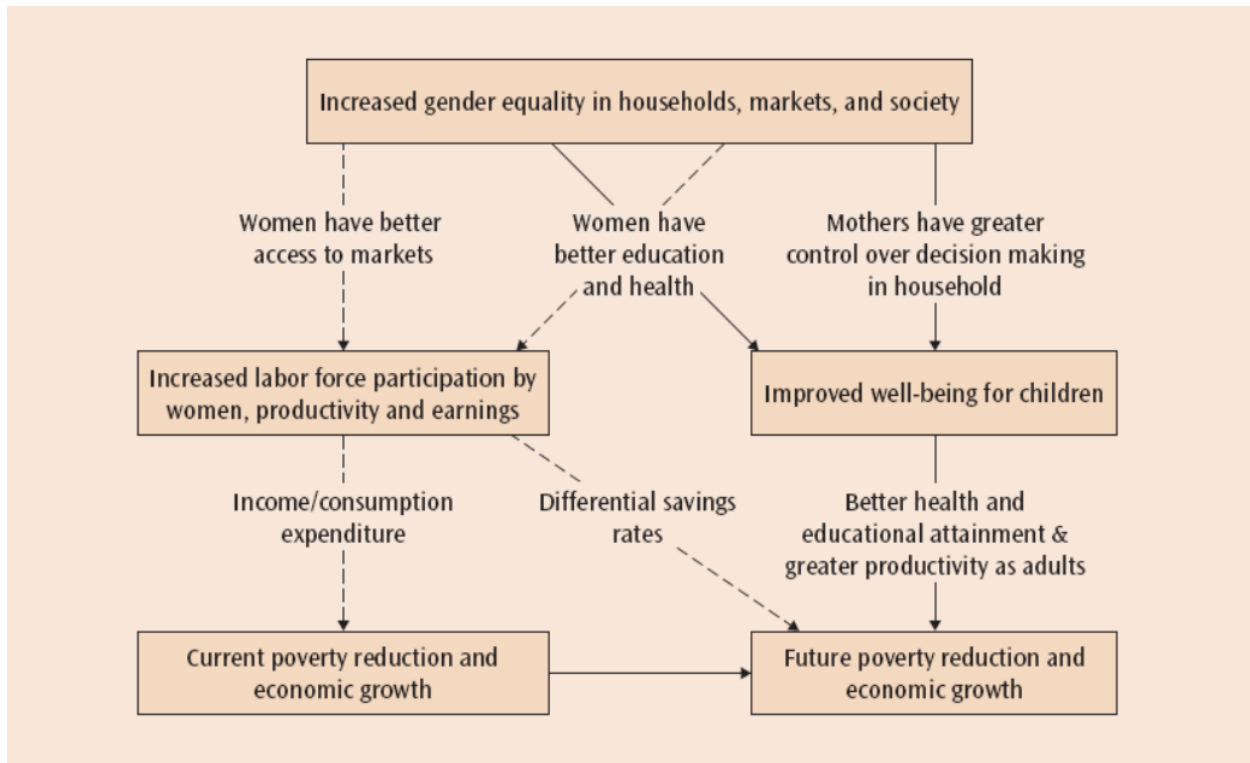 Increased gender equality in households, markets, and society
Women have better
access to markets
Women have
better education
and health
Mothers have greater
control over decision making
in household
Increased labor force participation by
women, productivity and earnings
Improved well-being for children
Income/consumption
expenditure
Differential savings
rates
Better health and
educational attainment &
greater productivity as adults
Current poverty reduction and
economic growth
Future poverty reduction and
economic growth